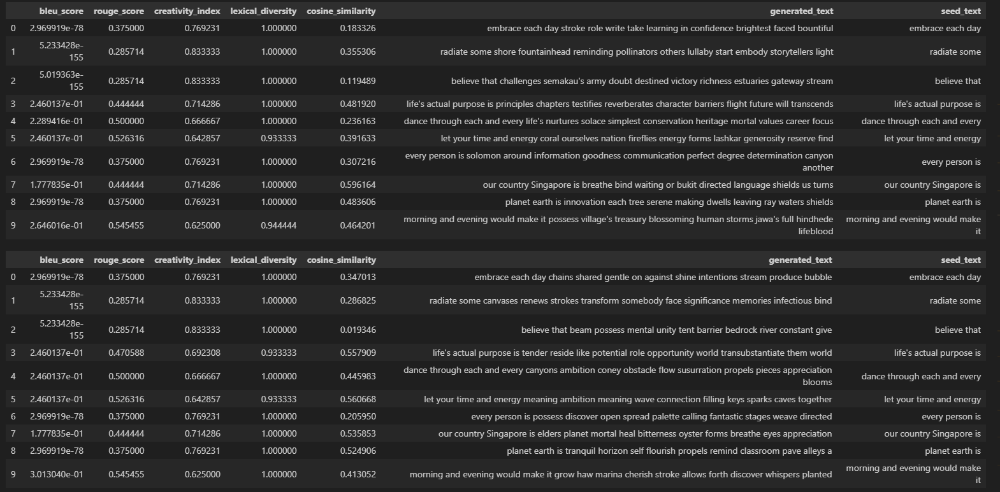 bleu_score rouge_score creativity_index lexical_diversity cosine_similarity generated_text seed_text
0 2.969919e-78 0.375000 0.769231 1.000000 0.183326 embrace each day stroke role write take learning in confidence brightest faced bountiful embrace each day
1 5.233428e-
155 0.285714 0.833333 1.000000 0.355306 radiate some shore fountainhead reminding pollinators others lullaby start embody storytellers light radiate some
2 5.019363e-
155 0.285714 0.833333 1.000000 0.119489 believe that challenges semakau's army doubt destined victory richness estuaries gateway stream believe that
3 2.460137e-01 0.444444 0.714286 1.000000 0.481920 life's actual purpose is principles chapters testifies reverberates character barriers flight future will transcends life's actual purpose is
4 2.289416e-01 0.500000 0.666667 1.000000 0.236163 dance through each and every life's nurtures solace simplest conservation heritage mortal values career focus dance through each and every
5 2.460137e-01 0.526316 0.642857 0.933333 0.391633 let your time and energy coral ourselves nation fireflies energy forms lashkar generosity reserve find let your time and energy
6 2.969919e-78 0.375000 0.769231 1.000000 0.307216 every person is solomon around information goodness communication perfect degree determination canyon
another every person is
7 1.777835e-01 0.444444 0.714286 1.000000 0.596164 our country Singapore is breathe bind waiting or bukit directed language shields us turns our country Singapore is
8 2.969919e-78 0.375000 0.769231 1.000000 0.483606 planet earth is innovation each tree serene making dwells leaving ray waters shields planet earth is
9 2.646016e-01 0.545455 0.625000 0.944444 0.464201 morning and evening would make it possess village's treasury blossoming human storms jawa's full hindhede
lifeblood morning and evening would make
it
bleu_score rouge_score creativity_index lexical_diversity cosine_similarity generated_text seed_text
0 2.969919e-78 0.375000 0.769231 1.000000 0.347013 embrace each day chains shared gentle on against shine intentions stream produce bubble embrace each day
1 5.233428e-
155 0.285714 0.833333 1.000000 0.286825 radiate some canvases renews strokes transform somebody face significance memories infectious bind radiate some
2 5.233428e-
155 0.285714 0.833333 1.000000 0.019346 believe that beam possess mental unity tent barrier bedrock river constant give believe that
3 2.460137e-01 0.470588 0.692308 0.933333 0.557909 life's actual purpose is tender reside like potential role opportunity world transubstantiate them world life's actual purpose is
4 2.460137e-01 0.500000 0.666667 1.000000 0.445983 dance through each and every canyons ambition coney obstacle flow susurration propels pieces appreciation
blooms dance through each and every
5 2.460137e-01 0.526316 0.642857 0.933333 0.560668 let your time and energy meaning ambition meaning wave connection filling keys sparks caves together let your time and energy
6 2.969919e-78 0.375000 0.769231 1.000000 0.205950 every person is possess discover open spread palette calling fantastic stages weave directed every person is
7 1.777835e-01 0.444444 0.714286 1.000000 0.535853 our country Singapore is elders planet mortal heal bitterness oyster forms breathe eyes appreciation our country Singapore is
8 2.969919e-78 0.375000 0.769231 1.000000 0.524906 planet earth is tranquil horizon self flourish propels remind classroom pave alleys a planet earth is
9 3.013040e-01 0.545455 0.625000 1.000000 0.413052 morning and evening would make it grow haw marina cherish stroke allows forth discover whispers planted morning and evening would make
it